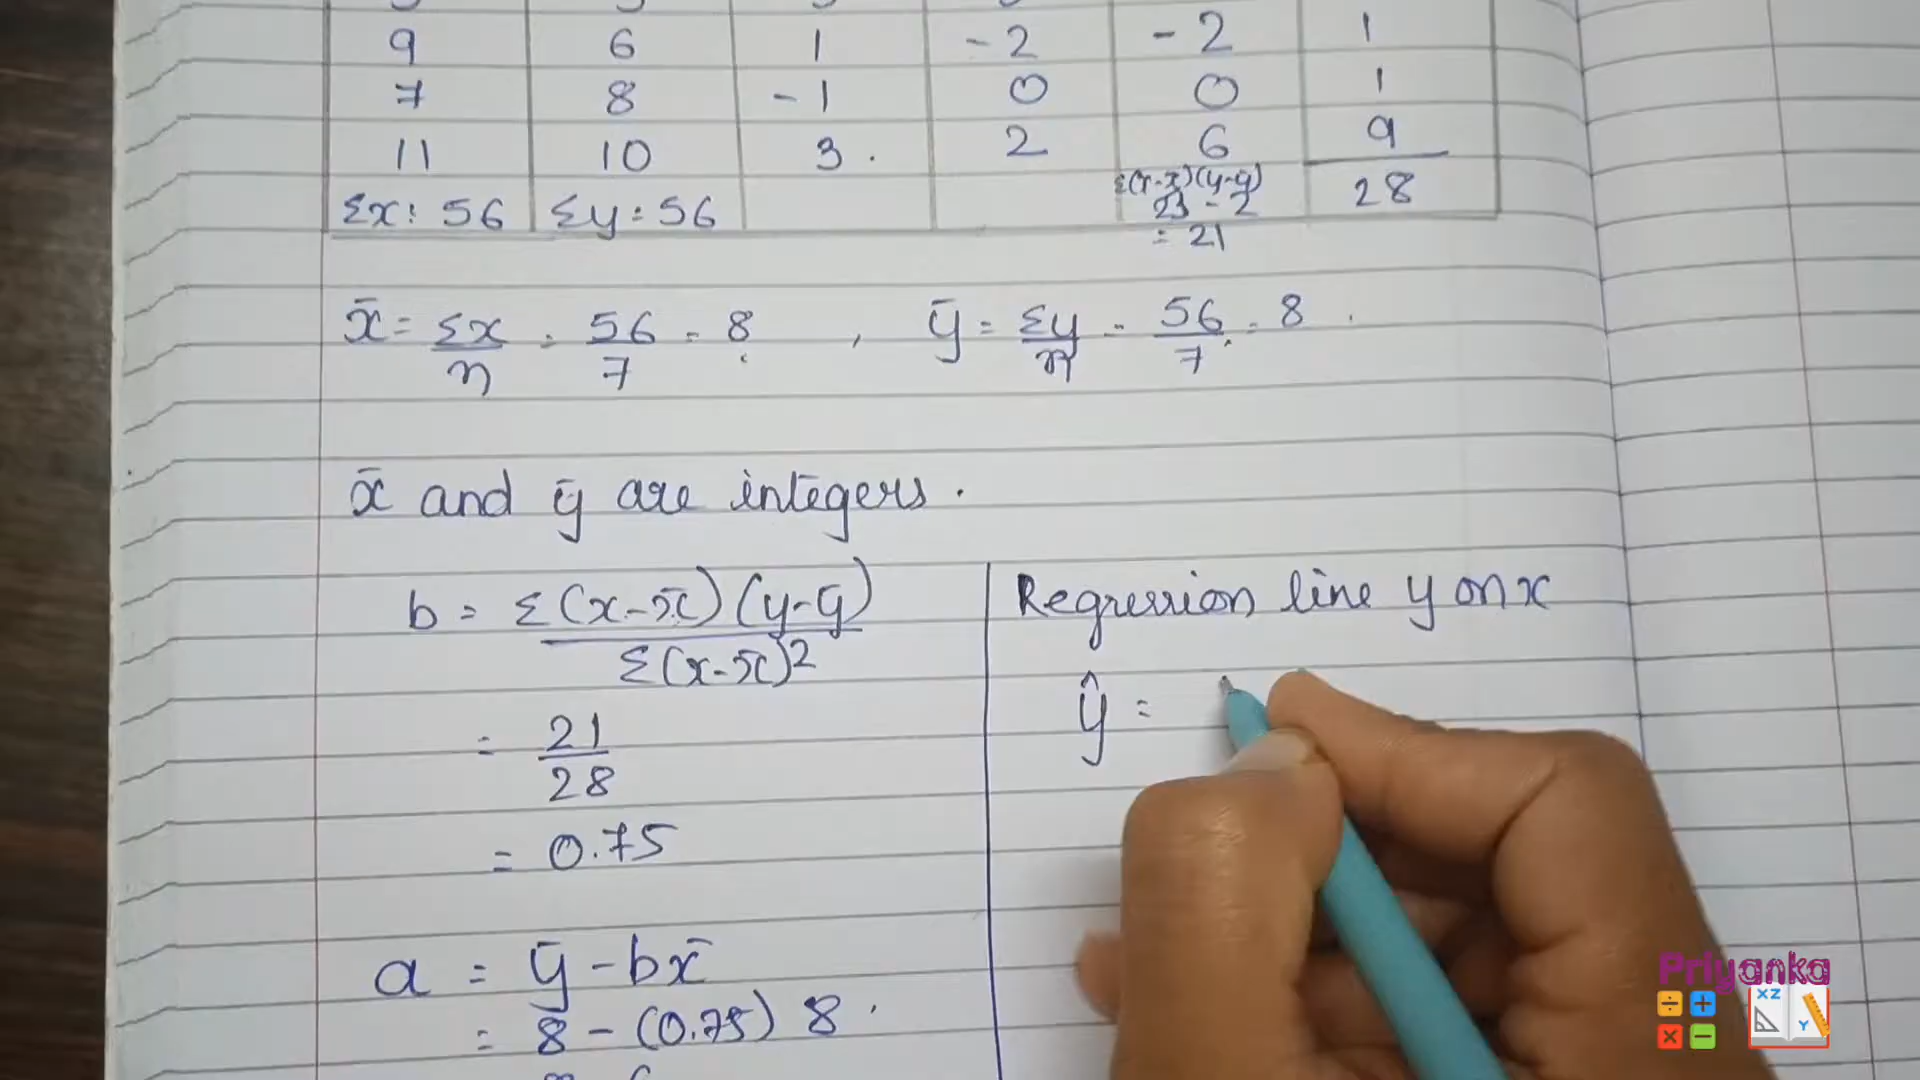 9 6 1 -2 -2 1
7 8 -1 0 0 1
11 10 3. 2 6 9
Σx: 56 Σy = 56 Σ(x-x̄)(y-ȳ) 28
23 - 2
= 21
x̄ = Σx/n = 56/7 = 8 , ȳ = Σy/n = 56/7 = 8 .
x̄ and ȳ are integers.
b = Σ(x-x̄)(y-ȳ)/Σ(x-x̄)2
= 21/28
= 0.75
a = ȳ - bx̄
= 8 - (0.75) 8 .
Regression line y on x
ŷ =
Priyanka
XZ
Y